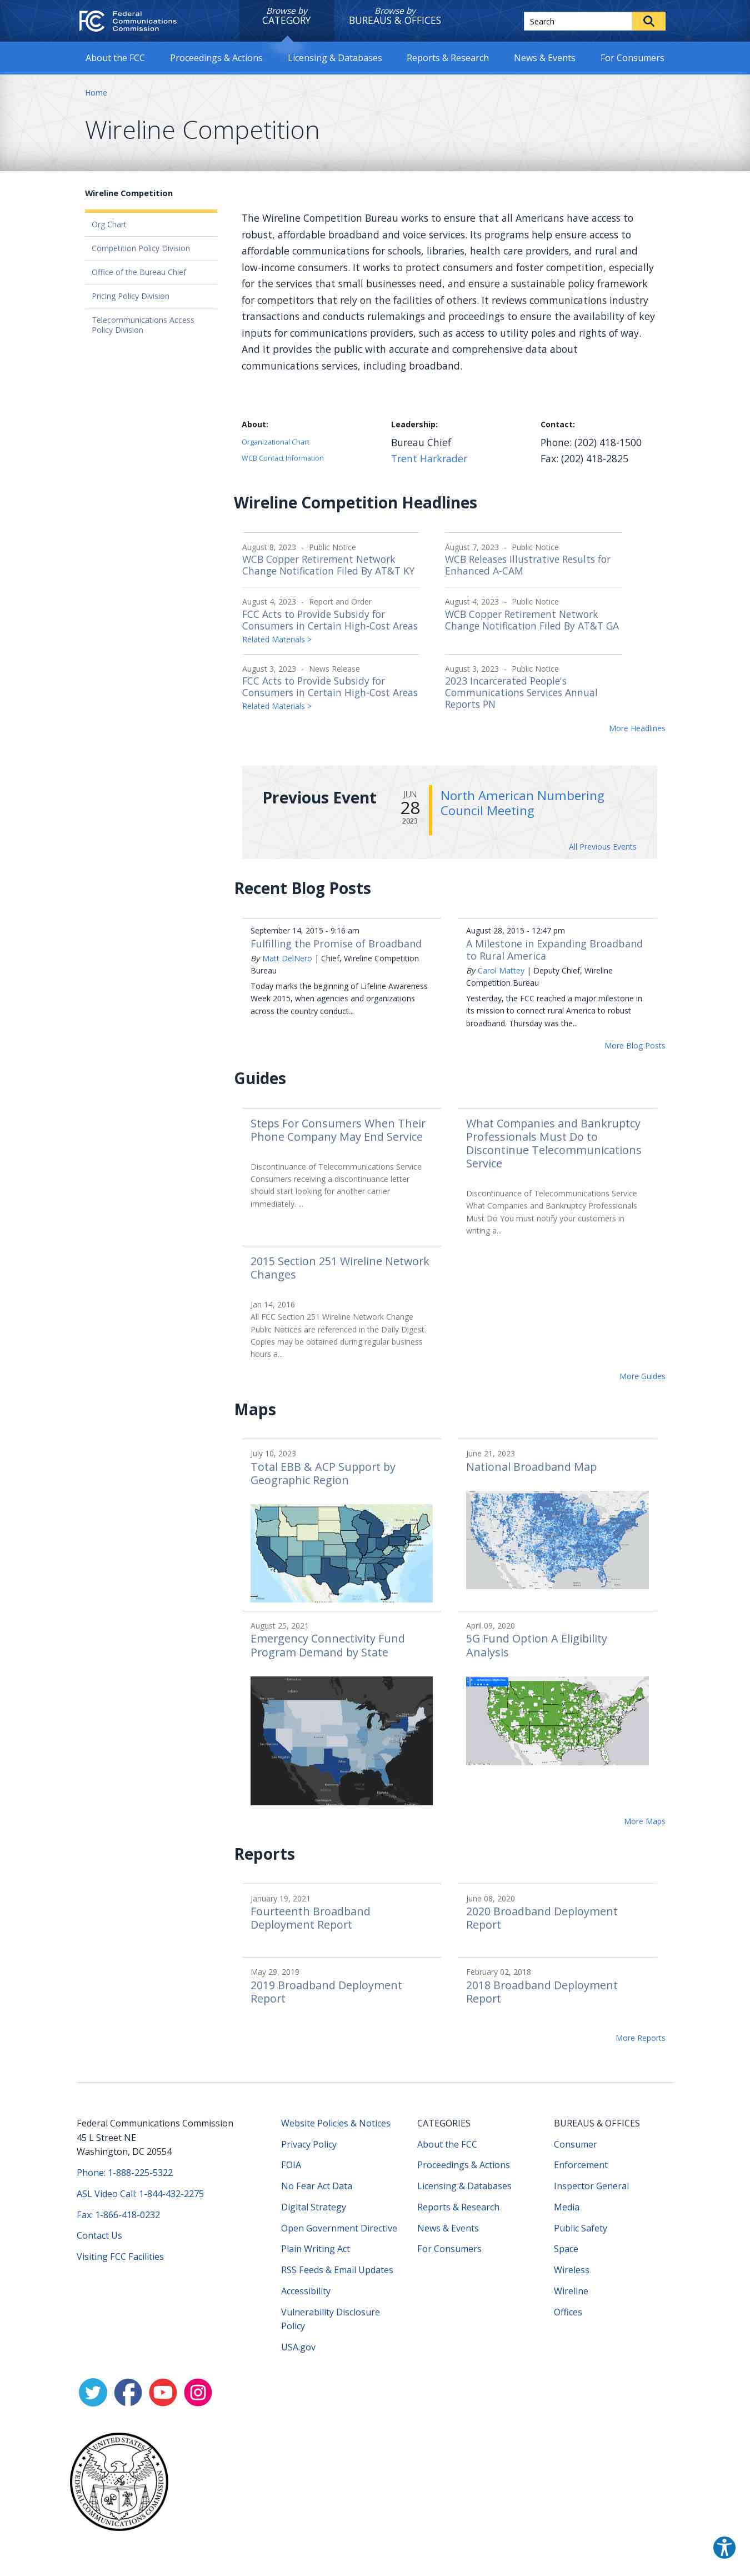 FCC Federal
Communications
Commission
Browse by
CATEGORY
Browse by
BUREAUS & OFFICES
Search
About the FCC
Proceedings & Actions
Licensing & Databases
Reports & Research
News & Events
For Consumers
Home
Wireline Competition
Wireline Competition
Org Chart
Competition Policy Division
Office of the Bureau Chief
Pricing Policy Division
Telecommunications Access
Policy Division
The Wireline Competition Bureau works to ensure that all Americans have access to
robust, affordable broadband and voice services. Its programs help ensure access to
affordable communications for schools, libraries, health care providers, and rural and
low-income consumers. It works to protect consumers and foster competition, especially
for the services that small businesses need, and ensure a sustainable policy framework
for competitors that rely on the facilities of others. It reviews communications industry
transactions and conducts rulemakings and proceedings to ensure the availability of key
inputs for communications providers, such as access to utility poles and rights of way.
And it provides the public with accurate and comprehensive data about
communications services, including broadband.
About:
Organizational Chart
WCB Contact Information
Leadership:
Bureau Chief
Trent Harkrader
Contact:
Phone: (202) 418-1500
Fax: (202) 418-2825
Wireline Competition Headlines
August 8, 2023 - Public Notice
WCB Copper Retirement Network
Change Notification Filed By AT&T KY
August 7, 2023 - Public Notice
WCB Releases Illustrative Results for
Enhanced A-CAM
August 4, 2023 - Report and Order
FCC Acts to Provide Subsidy for
Consumers in Certain High-Cost Areas
Related Materials >
August 4, 2023 - Public Notice
WCB Copper Retirement Network
Change Notification Filed By AT&T GA
August 3, 2023 - News Release
FCC Acts to Provide Subsidy for
Consumers in Certain High-Cost Areas
Related Materials >
August 3, 2023 - Public Notice
2023 Incarcerated People's
Communications Services Annual
Reports PN
More Headlines
Previous Event
JUN
28
2023
North American Numbering
Council Meeting
All Previous Events
Recent Blog Posts
September 14, 2015 - 9:16 am
Fulfilling the Promise of Broadband
By Matt DelNero | Chief, Wireline Competition
Bureau
Today marks the beginning of Lifeline Awareness
Week 2015, when agencies and organizations
across the country conduct...
August 28, 2015 - 12:47 pm
A Milestone in Expanding Broadband
to Rural America
By Carol Mattey | Deputy Chief, Wireline
Competition Bureau
Yesterday, the FCC reached a major milestone in
its mission to connect rural America to robust
broadband. Thursday was the...
More Blog Posts
Guides
Steps For Consumers When Their
Phone Company May End Service
Discontinuance of Telecommunications Service
Consumers receiving a discontinuance letter
should start looking for another carrier
immediately. ...
What Companies and Bankruptcy
Professionals Must Do to
Discontinue Telecommunications
Service
Discontinuance of Telecommunications Service
What Companies and Bankruptcy Professionals
Must Do You must notify your customers in
writing a...
2015 Section 251 Wireline Network
Changes
Jan 14, 2016
All FCC Section 251 Wireline Network Change
Public Notices are referenced in the Daily Digest.
Copies may be obtained during regular business
hours a...
More Guides
Maps
July 10, 2023
Total EBB & ACP Support by
Geographic Region
June 21, 2023
National Broadband Map
August 25, 2021
Emergency Connectivity Fund
Program Demand by State
April 09, 2020
5G Fund Option A Eligibility
Analysis
More Maps
Reports
January 19, 2021
Fourteenth Broadband
Deployment Report
June 08, 2020
2020 Broadband Deployment
Report
May 29, 2019
2019 Broadband Deployment
Report
February 02, 2018
2018 Broadband Deployment
Report
More Reports
Federal Communications Commission
45 L Street NE
Washington, DC 20554
Phone: 1-888-225-5322
ASL Video Call: 1-844-432-2275
Fax: 1-866-418-0232
Contact Us
Visiting FCC Facilities
Website Policies & Notices
Privacy Policy
FOIA
No Fear Act Data
Digital Strategy
Open Government Directive
Plain Writing Act
RSS Feeds & Email Updates
Accessibility
Vulnerability Disclosure
Policy
USA.gov
CATEGORIES
About the FCC
Proceedings & Actions
Licensing & Databases
Reports & Research
News & Events
For Consumers
BUREAUS & OFFICES
Consumer
Enforcement
Inspector General
Media
Public Safety
Space
Wireless
Wireline
Offices
UNITED STATES
FEDERAL COMMUNICATIONS COMMISSION